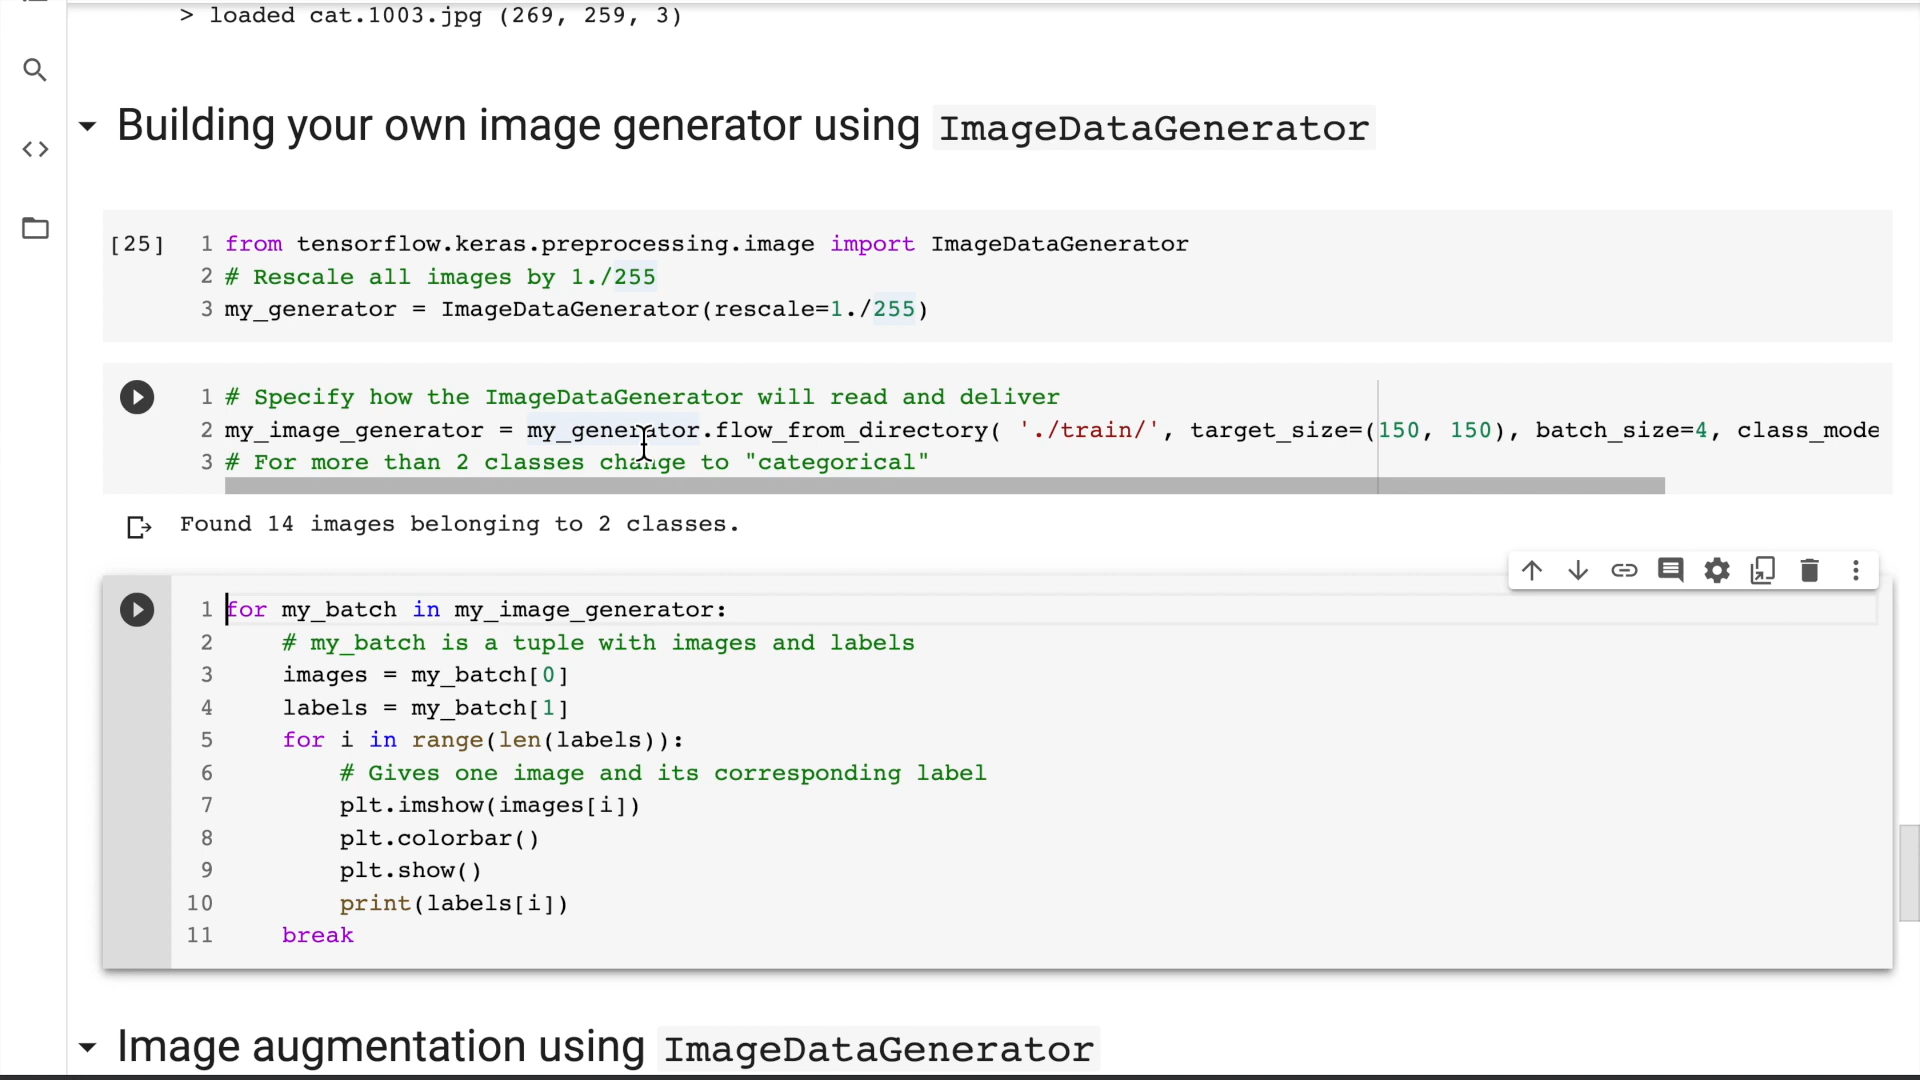 > loaded cat.1003.jpg (269, 259, 3)
Building your own image generator using ImageDataGenerator
[25]
1 from tensorflow.keras.preprocessing.image import ImageDataGenerator
2 # Rescale all images by 1./255
3 my_generator = ImageDataGenerator(rescale=1./255)
1 # Specify how the ImageDataGenerator will read and deliver
2 my_image_generator = my_generator.flow_from_directory( './train/', target_size=(150, 150), batch_size=4, class_mode
3 # For more than 2 classes change to "categorical"
Found 14 images belonging to 2 classes.
1 for my_batch in my_image_generator:
2 # my_batch is a tuple with images and labels
3 images = my_batch[0]
4 labels = my_batch[1]
5 for i in range(len(labels)):
6 # Gives one image and its corresponding label
7 plt.imshow(images[i])
8 plt.colorbar()
9 plt.show()
10 print(labels[i])
11 break
Image augmentation using ImageDataGenerator